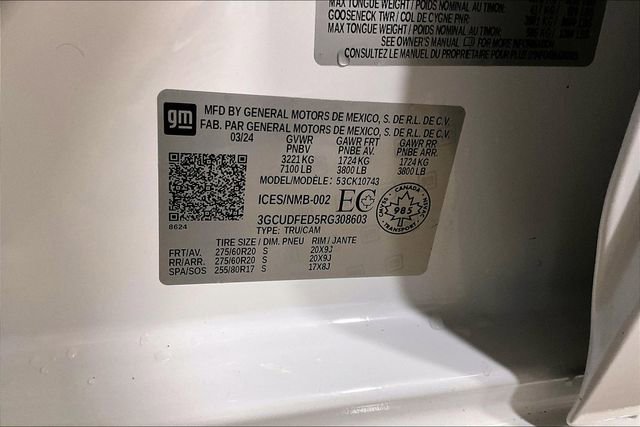 MAX TONGUE WEIGHT / POIDS NOMINAL AU TIMON:
GOOSENECK TWR / COL DE CYGNE PNR:
MAX TONGUE WEIGHT / POIDS NOMINAL AU TIMON:
SEE OWNER'S MANUAL FOR MORE INFORMATION
CONSULTEZ LE MANUEL DU PROPRIETAIRE POUR PLUS
gm
MFD BY GENERAL MOTORS DE MEXICO, S. DE R.L. DE C.V.
FAB. PAR GENERAL MOTORS DE MEXICO, S. DE R.L. DE C.V.
03/24 GVWR GAWR FRT GAWR RR
PNBV PNBE AV. PNBE ARR.
3221 KG 1724 KG 1724 KG
7100 LB 3800 LB 3800 LB
MODEL/MODÈLE: 53CK10743
ICES/NMB-002 EC
CANADA
985
TRANSPORT
3GCUDFED5RG308603
TYPE: TRU/CAM
8624
TIRE SIZE / DIM. PNEU RIM / JANTE
FRT/AV. 275/60R20 S 20X9J
RR/ARR. 275/60R20 S 20X9J
SPA/SOS 255/80R17 S 17X8J